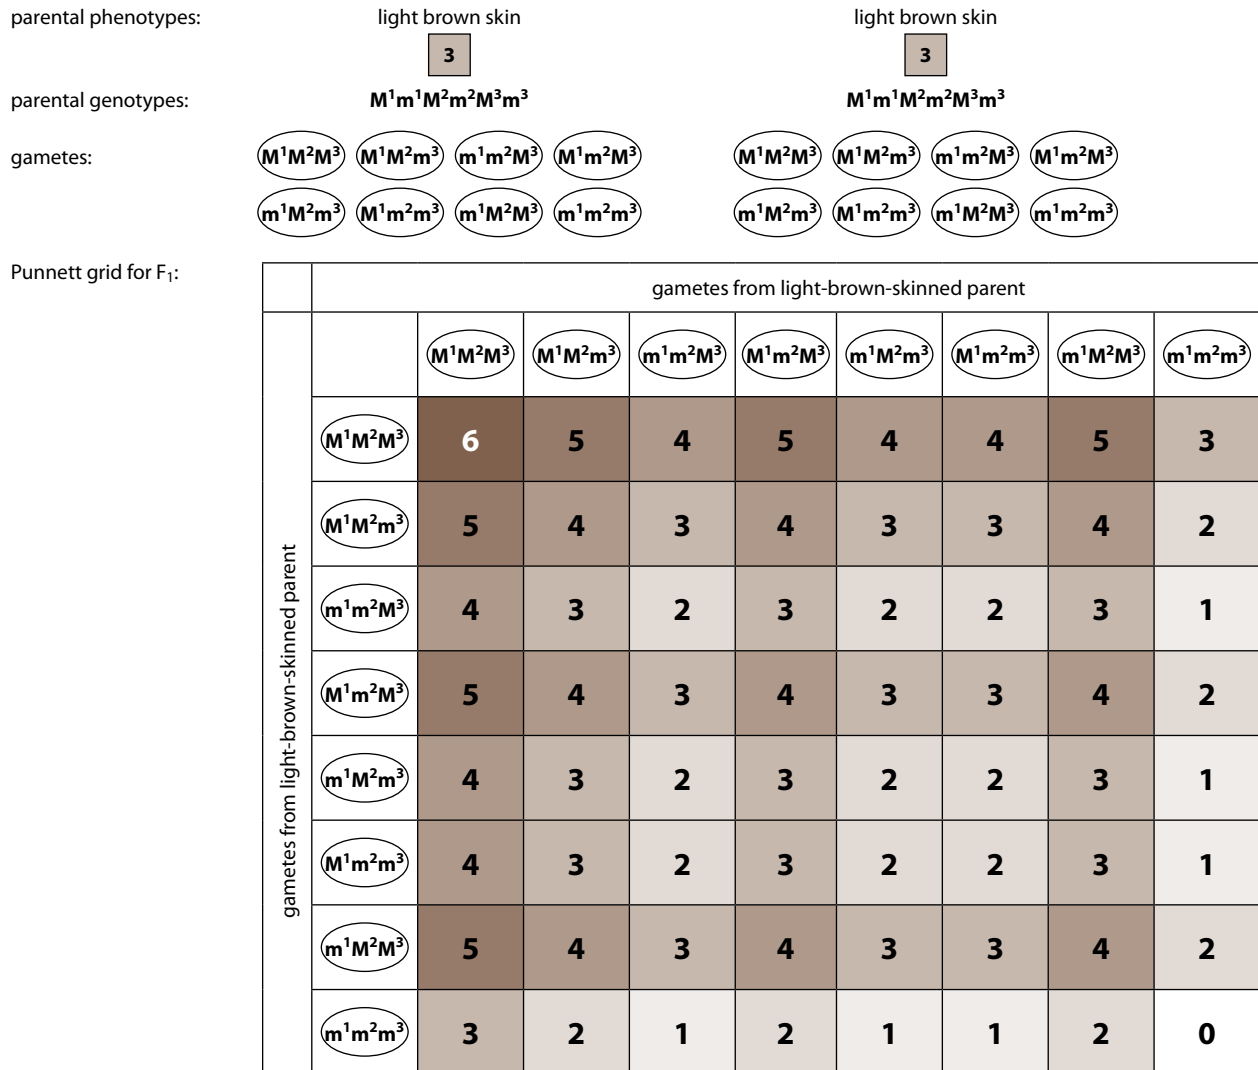 parental phenotypes: light brown skin light brown skin
3 3
parental genotypes: M¹m¹M²m²M³m³ M¹m¹M²m²M³m³
gametes: M¹M²M³ M¹M²m³ m¹m²M³ M¹m²M³ M¹M²M³ M¹M²m³ m¹m²M³ M¹m²M³
m¹M²m³ M¹m²m³ m¹M²M³ m¹m²m³ m¹M²m³ M¹m²m³ m¹M²M³ m¹m²m³
Punnett grid for F₁:
gametes from light-brown-skinned parent
gametes from light-brown-skinned parent
M¹M²M³ M¹M²m³ m¹m²M³ M¹m²M³ m¹M²m³ M¹m²m³ m¹M²M³ m¹m²m³
M¹M²M³ 6 5 4 5 4 4 5 3
M¹M²m³ 5 4 3 4 3 3 4 2
m¹m²M³ 4 3 2 3 2 2 3 1
M¹m²M³ 5 4 3 4 3 3 4 2
m¹M²m³ 4 3 2 3 2 2 3 1
M¹m²m³ 4 3 2 3 2 2 3 1
m¹M²M³ 5 4 3 4 3 3 4 2
m¹m²m³ 3 2 1 2 1 1 2 0